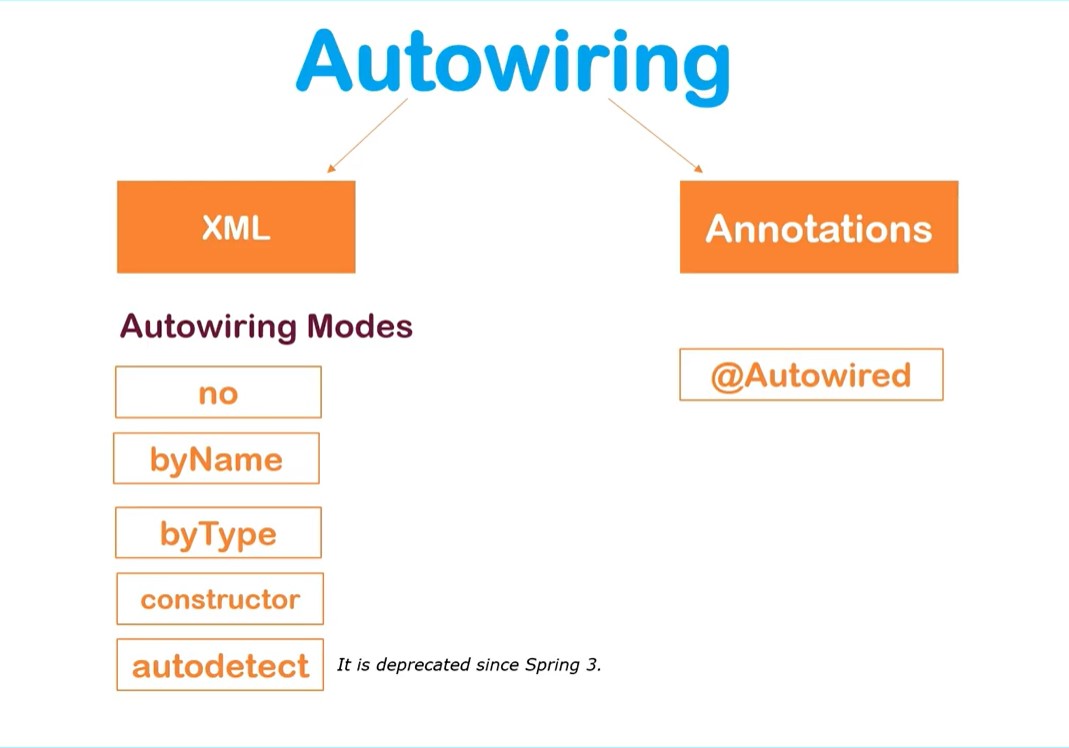 Autowiring
XML
Annotations
Autowiring Modes
@Autowired
no
byName
byType
constructor
autodetect
It is deprecated since Spring 3.